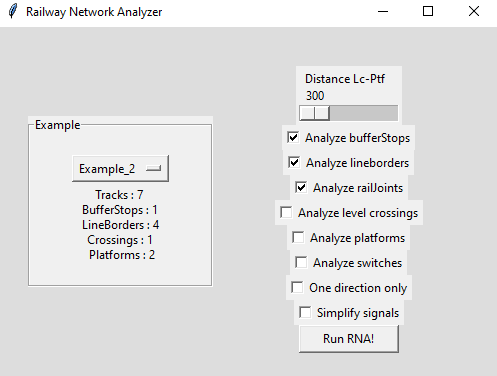 Railway Network Analyzer
Example
Example_2
Tracks : 7
BufferStops : 1
LineBorders : 4
Crossings : 1
Platforms : 2
Distance Lc-Ptf
300
Analyze bufferStops
Analyze lineborders
Analyze railJoints
Analyze level crossings
Analyze platforms
Analyze switches
One direction only
Simplify signals
Run RNA!